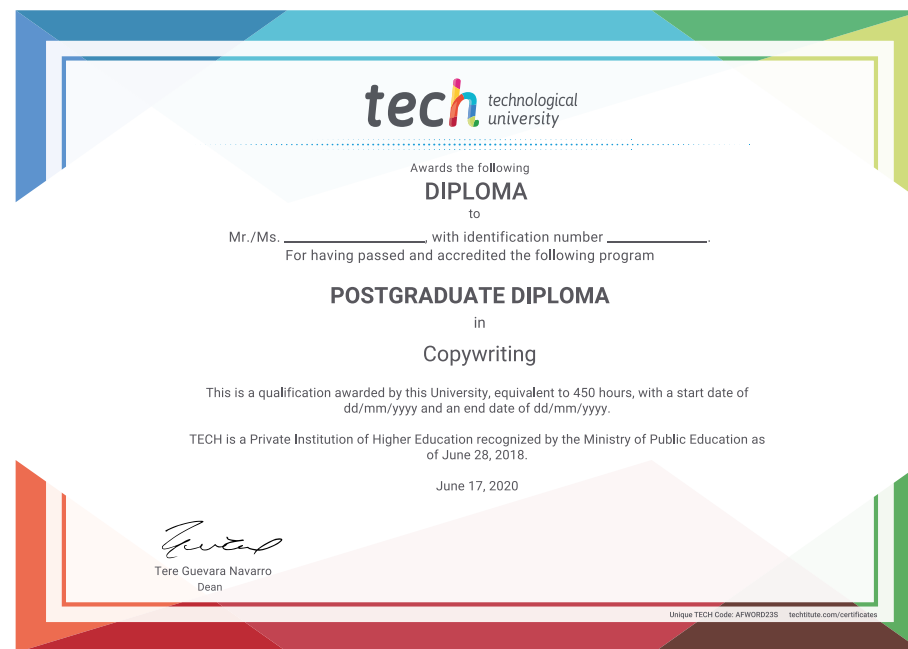 tech technological
university
Awards the following
DIPLOMA
to
Mr./Ms. ____________, with identification number ____________.
For having passed and accredited the following program
POSTGRADUATE DIPLOMA
in
Copywriting
This is a qualification awarded by this University, equivalent to 450 hours, with a start date of
dd/mm/yyyy and an end date of dd/mm/yyyy.
TECH is a Private Institution of Higher Education recognized by the Ministry of Public Education as
of June 28, 2018.
June 17, 2020
Tere Guevara Navarro
Dean
Unique TECH Code: AFWORD23S techtitute.com/certificates